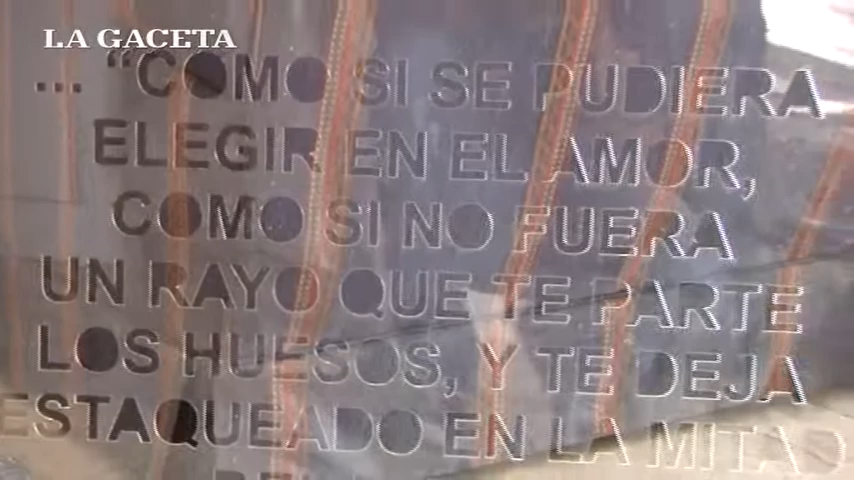 LA GACETA
... “COMO SI SE PUDIERA
ELEGIR EN EL AMOR,
COMO SI NO FUERA
UN RAYO QUE TE PARTE
LOS HUESOS, Y TE DEJA
ESTAQUEADO EN LA MITAD